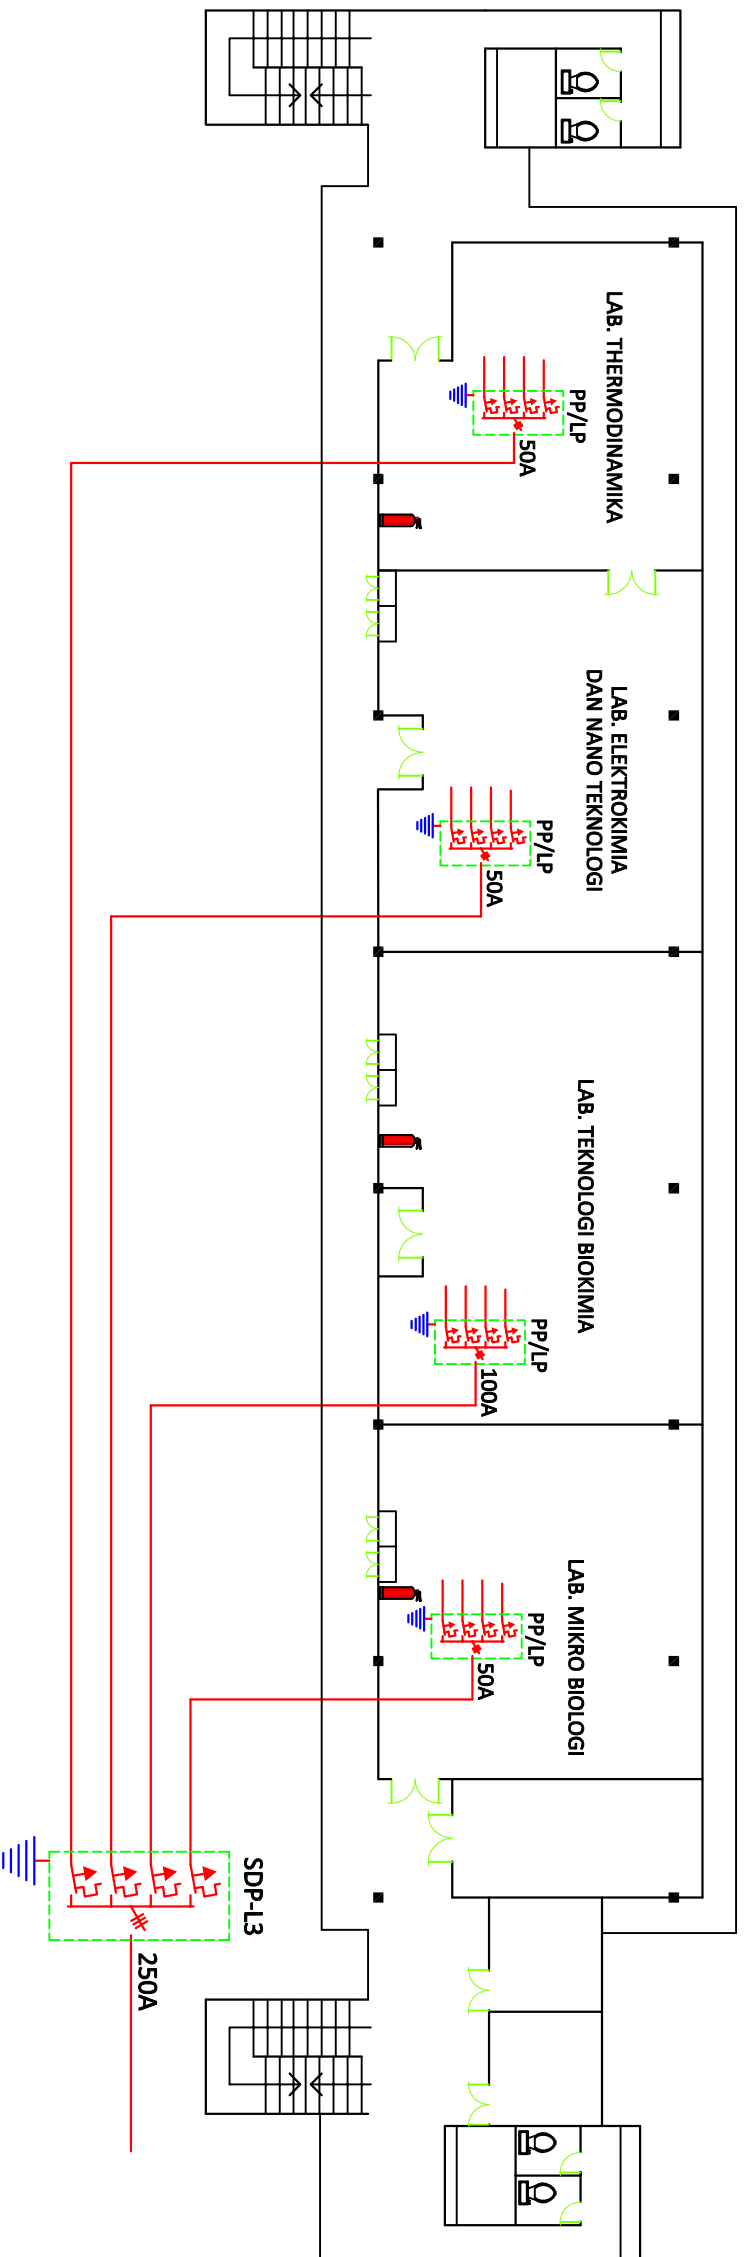 LAB. THERMODINAMIKA
PP/LP
50A
LAB. ELEKTROKIMIA
DAN NANO TEKNOLOGI
PP/LP
50A
LAB. TEKNOLOGI BIOKIMIA
PP/LP
100A
LAB. MIKRO BIOLOGI
PP/LP
50A
SDP-L3
250A